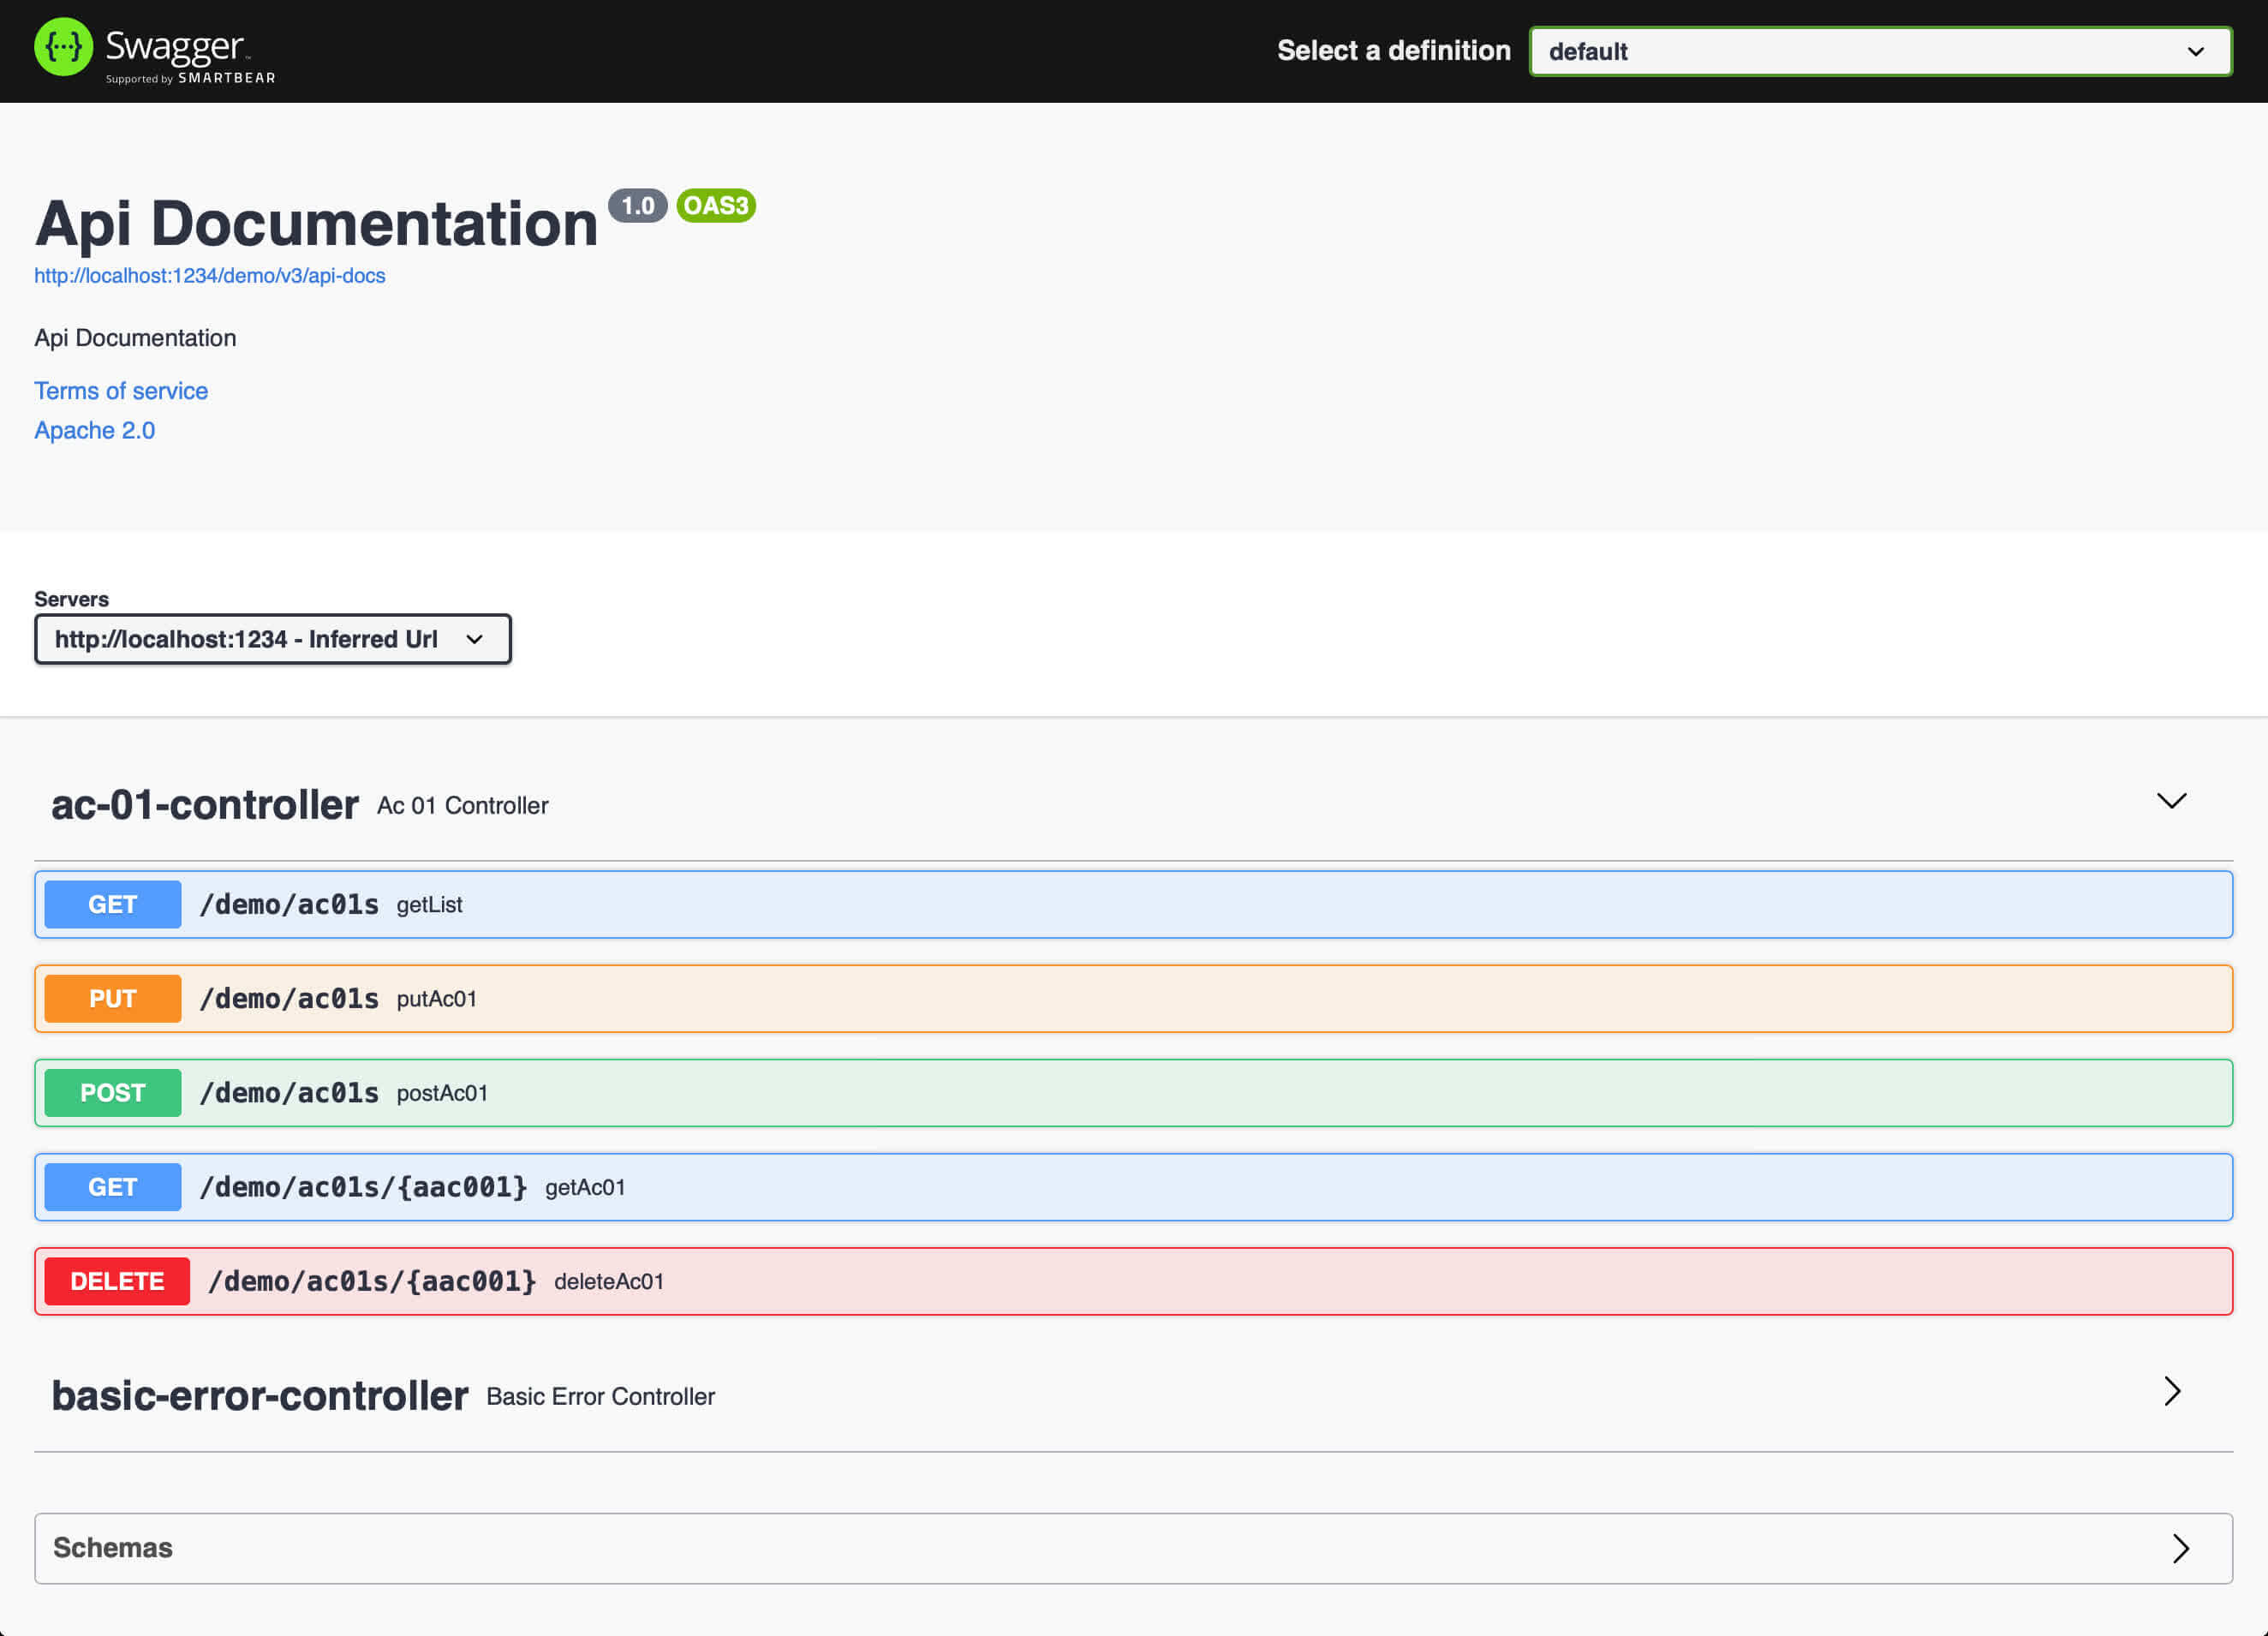 {···} Swagger™
Supported by SMARTBEAR
Select a definition
default
Api Documentation 1.0 OAS3
http://localhost:1234/demo/v3/api-docs
Api Documentation
Terms of service
Apache 2.0
Servers
http://localhost:1234 - Inferred Url
ac-01-controller Ac 01 Controller
GET /demo/ac01s getList
PUT /demo/ac01s putAc01
POST /demo/ac01s postAc01
GET /demo/ac01s/{aac001} getAc01
DELETE /demo/ac01s/{aac001} deleteAc01
basic-error-controller Basic Error Controller
Schemas